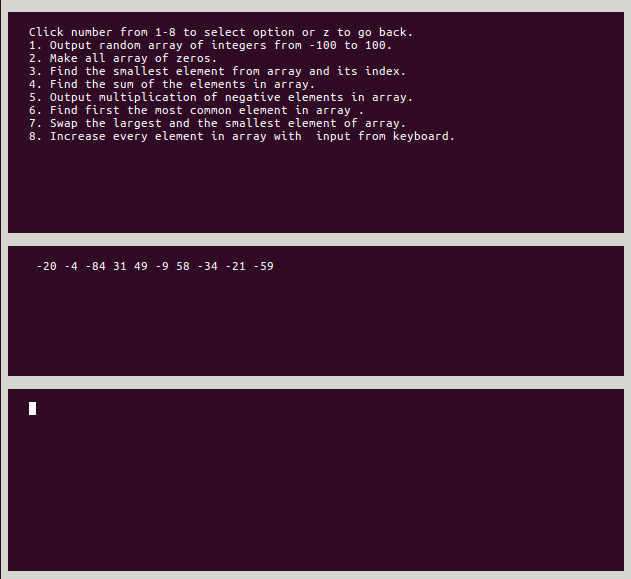 Click number from 1-8 to select option or z to go back.
1. Output random array of integers from -100 to 100.
2. Make all array of zeros.
3. Find the smallest element from array and its index.
4. Find the sum of the elements in array.
5. Output multiplication of negative elements in array.
6. Find first the most common element in array .
7. Swap the largest and the smallest element of array.
8. Increase every element in array with  input from keyboard.
-20 -4 -84 31 49 -9 58 -34 -21 -59